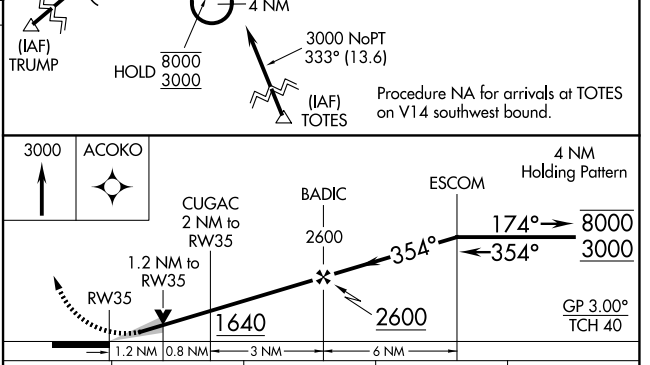 4 NM
(IAF)
TRUMP
HOLD
8000
3000
3000 NoPT
333° (13.6)
(IAF)
TOTES
Procedure NA for arrivals at TOTES
on V14 southwest bound.
3000
ACOKO
4 NM
Holding Pattern
ESCOM
BADIC
CUGAC
2 NM to
RW35
2600
174°
8000
354°
354°
3000
1.2 NM to
RW35
RW35
1640
2600
GP 3.00°
TCH 40
1.2 NM
0.8 NM
3 NM
6 NM